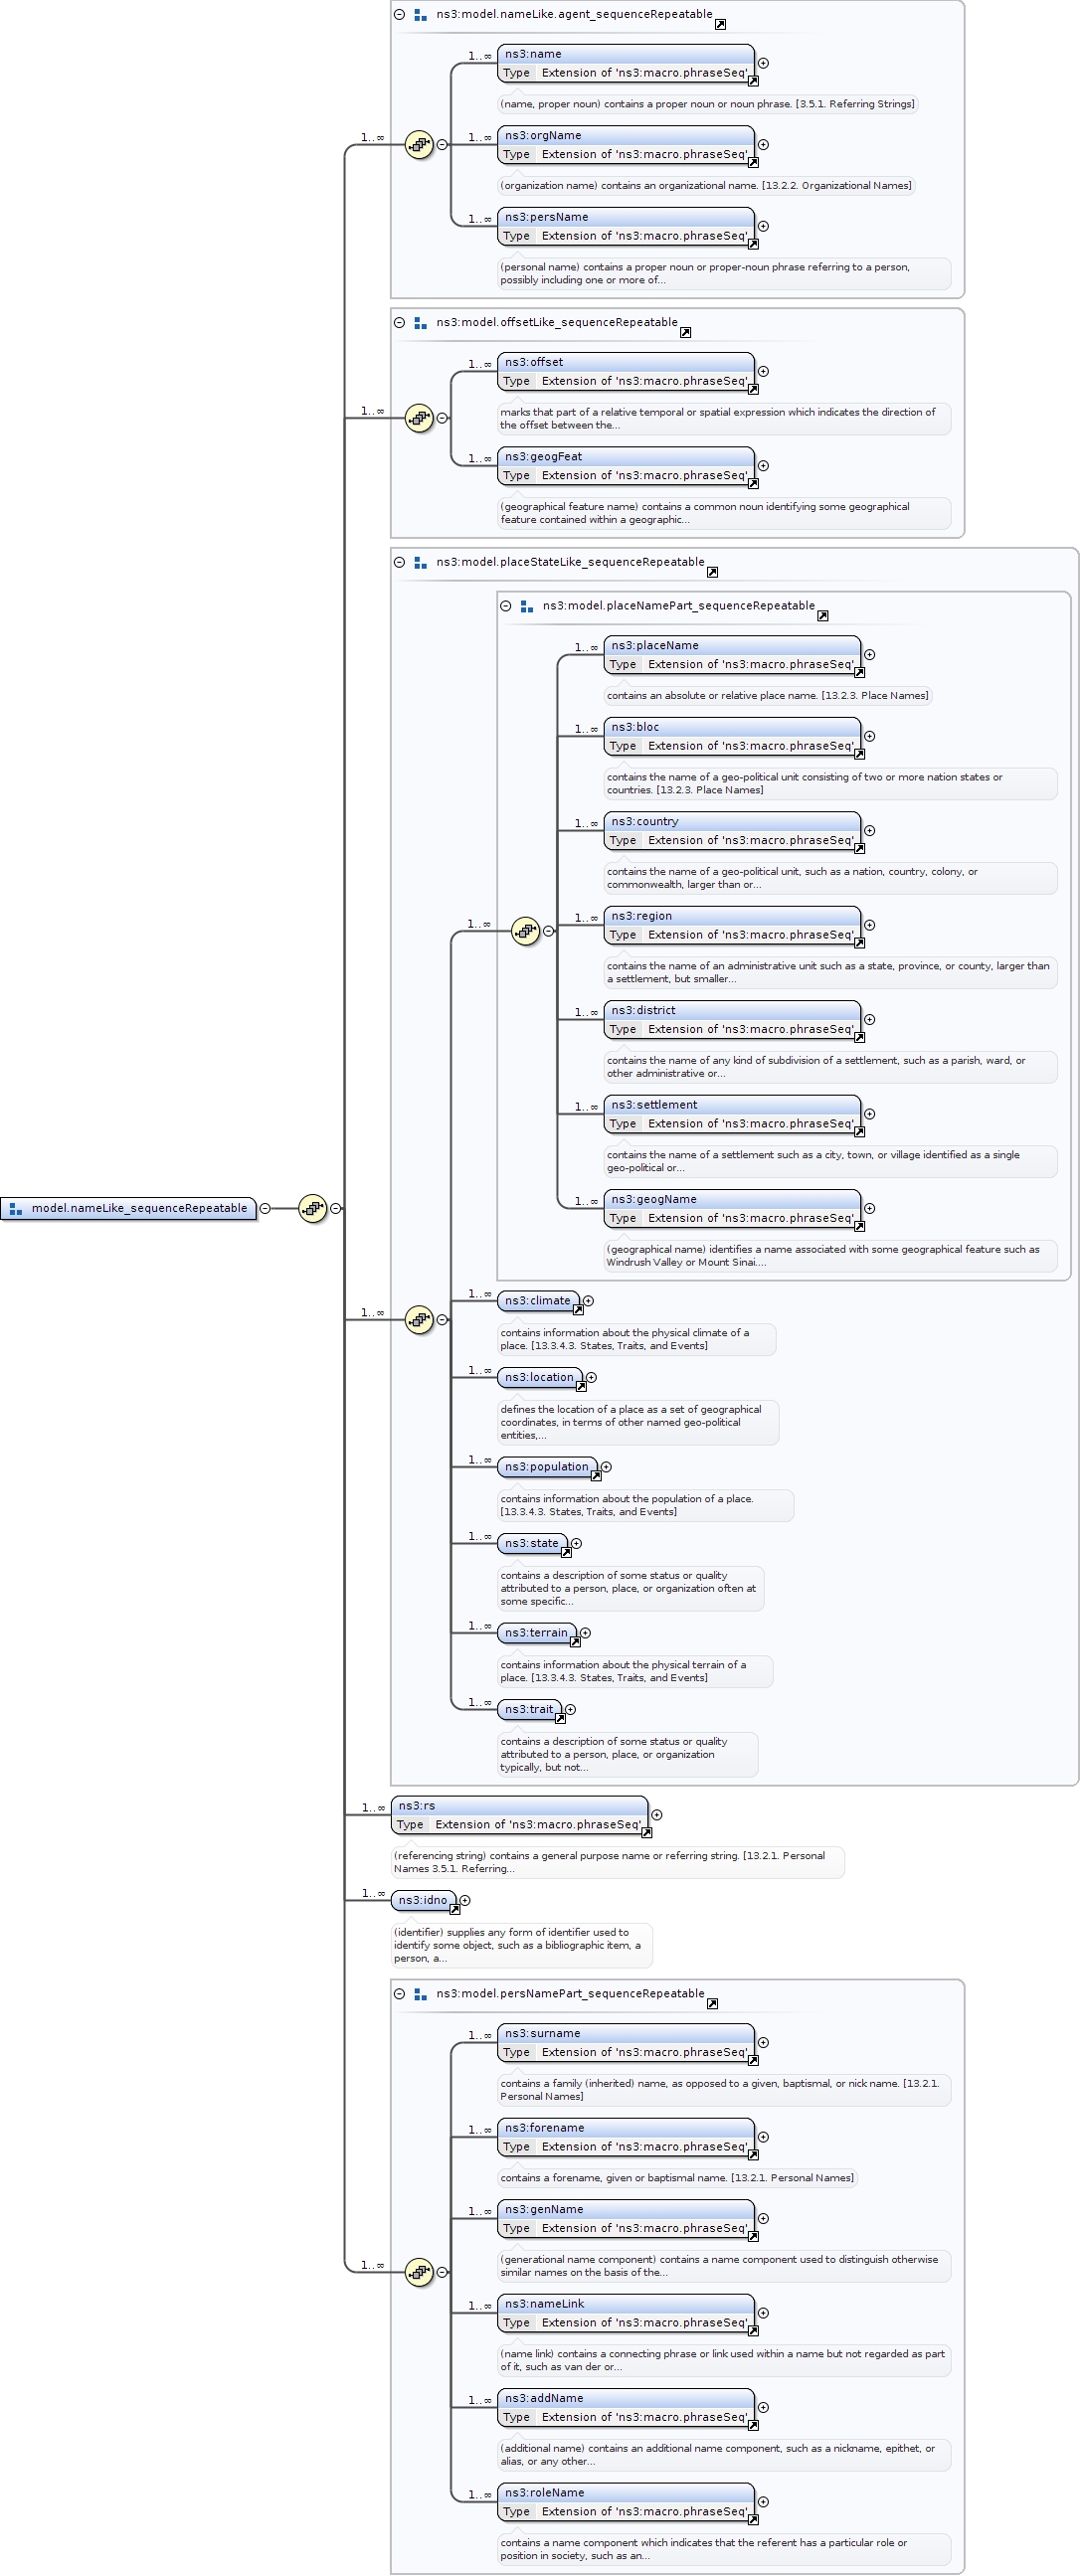 ns3:model.nameLike.agent_sequenceRepeatable
1..∞
ns3:name
Type Extension of 'ns3:macro.phraseSeq'
(name, proper noun) contains a proper noun or noun phrase. [3.5.1. Referring Strings]
1..∞
1..∞
ns3:orgName
Type Extension of 'ns3:macro.phraseSeq'
(organization name) contains an organizational name. [13.2.2. Organizational Names]
1..∞
ns3:persName
Type Extension of 'ns3:macro.phraseSeq'
(personal name) contains a proper noun or proper-noun phrase referring to a person,
possibly including one or more of...
ns3:model.offsetLike_sequenceRepeatable
1..∞
ns3:offset
Type Extension of 'ns3:macro.phraseSeq'
marks that part of a relative temporal or spatial expression which indicates the direction of
the offset between the...
1..∞
1..∞
ns3:geogFeat
Type Extension of 'ns3:macro.phraseSeq'
(geographical feature name) contains a common noun identifying some geographical
feature contained within a geographic...
ns3:model.placeStateLike_sequenceRepeatable
ns3:model.placeNamePart_sequenceRepeatable
1..∞
ns3:placeName
Type Extension of 'ns3:macro.phraseSeq'
contains an absolute or relative place name. [13.2.3. Place Names]
1..∞
ns3:bloc
Type Extension of 'ns3:macro.phraseSeq'
contains the name of a geo-political unit consisting of two or more nation states or
countries. [13.2.3. Place Names]
1..∞
ns3:country
Type Extension of 'ns3:macro.phraseSeq'
contains the name of a geo-political unit, such as a nation, country, colony, or
commonwealth, larger than or...
1..∞
1..∞
ns3:region
Type Extension of 'ns3:macro.phraseSeq'
contains the name of an administrative unit such as a state, province, or county, larger than
a settlement, but smaller...
1..∞
ns3:district
Type Extension of 'ns3:macro.phraseSeq'
contains the name of any kind of subdivision of a settlement, such as a parish, ward, or
other administrative or...
1..∞
ns3:settlement
Type Extension of 'ns3:macro.phraseSeq'
contains the name of a settlement such as a city, town, or village identified as a single
geo-political or...
1..∞
ns3:geogName
Type Extension of 'ns3:macro.phraseSeq'
(geographical name) identifies a name associated with some geographical feature such as
Windrush Valley or Mount Sinai....
model.nameLike_sequenceRepeatable
1..∞
1..∞
ns3:climate
contains information about the physical climate of a
place. [13.3.4.3. States, Traits, and Events]
1..∞
ns3:location
defines the location of a place as a set of geographical
coordinates, in terms of other named geo-political
entities,...
1..∞
ns3:population
contains information about the population of a place.
[13.3.4.3. States, Traits, and Events]
1..∞
ns3:state
contains a description of some status or quality
attributed to a person, place, or organization often at
some specific...
1..∞
ns3:terrain
contains information about the physical terrain of a
place. [13.3.4.3. States, Traits, and Events]
1..∞
ns3:trait
contains a description of some status or quality
attributed to a person, place, or organization
typically, but not...
1..∞
ns3:rs
Type Extension of 'ns3:macro.phraseSeq'
(referencing string) contains a general purpose name or referring string. [13.2.1. Personal
Names 3.5.1. Referring...
1..∞
ns3:idno
(identifier) supplies any form of identifier used to
identify some object, such as a bibliographic item, a
person, a...
ns3:model.persNamePart_sequenceRepeatable
1..∞
ns3:surname
Type Extension of 'ns3:macro.phraseSeq'
contains a family (inherited) name, as opposed to a given, baptismal, or nick name. [13.2.1.
Personal Names]
1..∞
ns3:forename
Type Extension of 'ns3:macro.phraseSeq'
contains a forename, given or baptismal name. [13.2.1. Personal Names]
1..∞
ns3:genName
Type Extension of 'ns3:macro.phraseSeq'
(generational name component) contains a name component used to distinguish otherwise
similar names on the basis of the...
1..∞
1..∞
ns3:nameLink
Type Extension of 'ns3:macro.phraseSeq'
(name link) contains a connecting phrase or link used within a name but not regarded as part
of it, such as van der or...
1..∞
ns3:addName
Type Extension of 'ns3:macro.phraseSeq'
(additional name) contains an additional name component, such as a nickname, epithet, or
alias, or any other...
1..∞
ns3:roleName
Type Extension of 'ns3:macro.phraseSeq'
contains a name component which indicates that the referent has a particular role or
position in society, such as an...